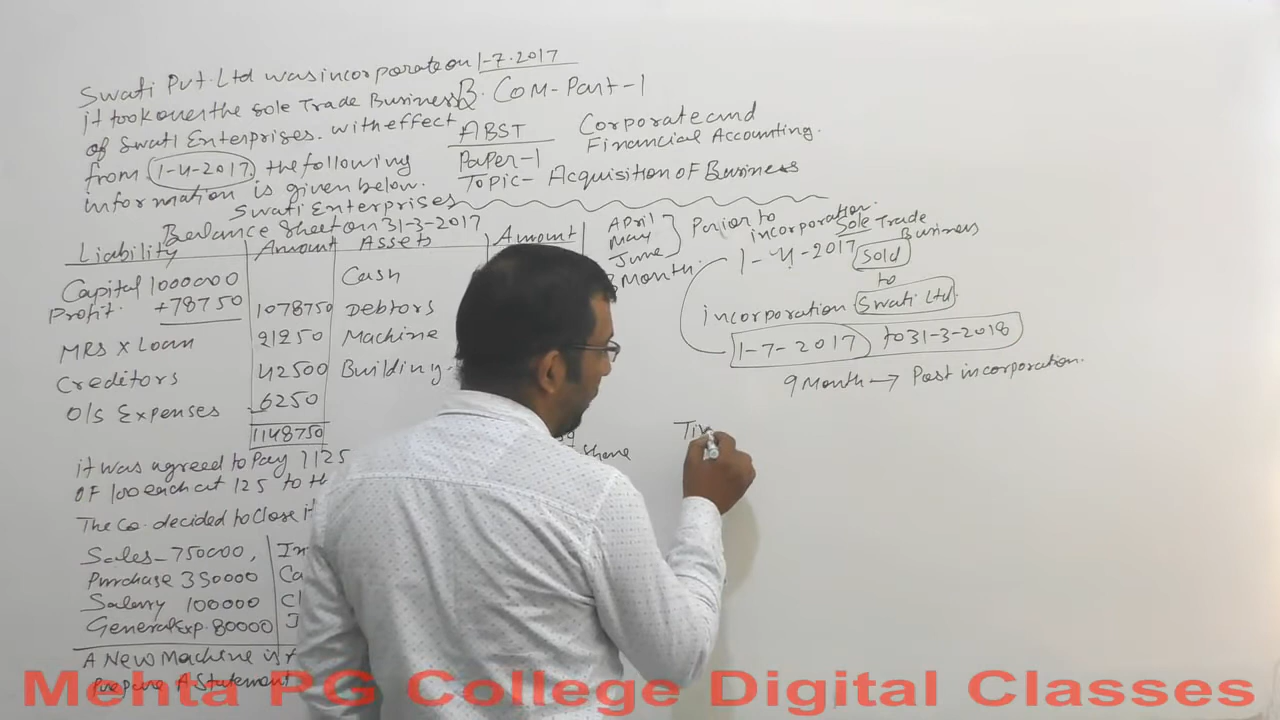 Swati Pvt. Ltd was incorporate on 1-7.2017
it took over the sole Trade Business
of Swati Enterprises. with effect
from 1-4-2017. the following
information is given below.
B. Com-Part-1
ABST
Paper-1
Corporate and
Financial Accounting.
Topic- Acquisition of Business
Swati Enterprises
Balance Sheet on 31-3-2017
Liability Amount Assets Amount
Capital 1000000 Cash
Profit. +78750 1078750 Debtors
MRS X Loan 21250 Machine
Creditors 42500 Building.
O/S Expenses 6250
1148750
it was agreed to Pay 1125
OF 100 each at 125 to th
Share
The Co. decided to Close it
Sales - 750000,
Purchase 350000 Ca
Salary 100000 Cl
General Exp. 80000
A New Machine is
Prepare A Statement
April
May
June
3 Month.
Prior to
incorporation.
Sole Trade
Business
1-4-2017 Sold
to
incorporation Swati Ltd.
1-7-2017 to 31-3-2018
9 Month → Post incorporation.
Tim
Mehta PG College Digital Classes